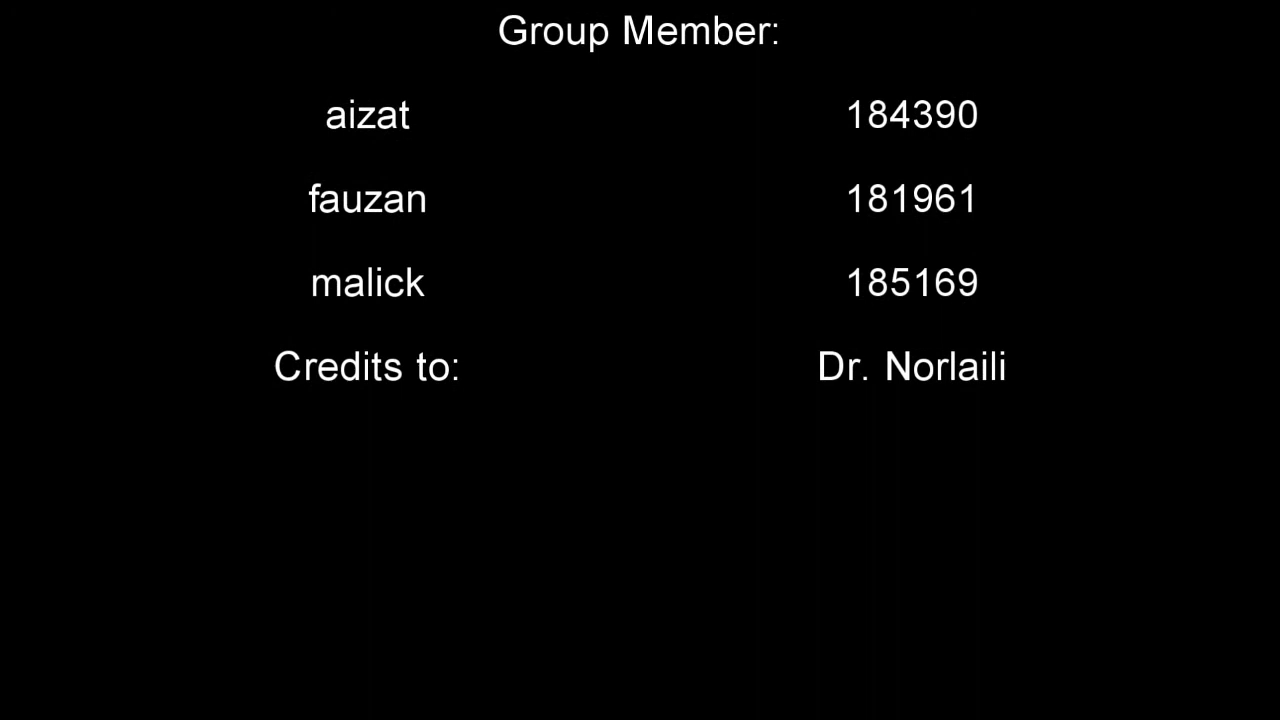 Group Member:
aizat 184390
fauzan 181961
malick 185169
Credits to: Dr. Norlaili